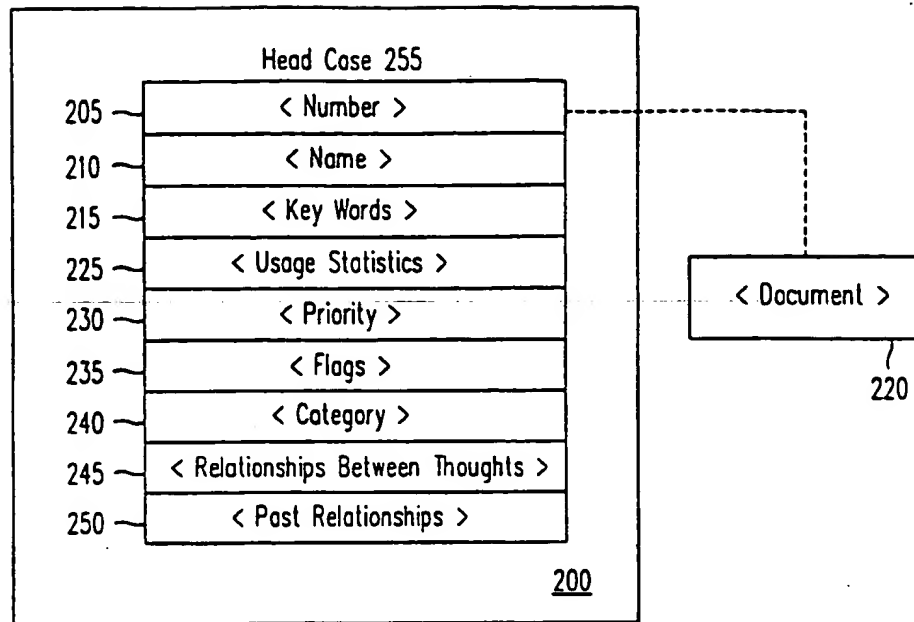 Head Case 255
205 < Number >
210 < Name >
215 < Key Words >
225 < Usage Statistics >
230 < Priority >
235 < Flags >
240 < Category >
245 < Relationships Between Thoughts >
250 < Past Relationships >
200
< Document >
220